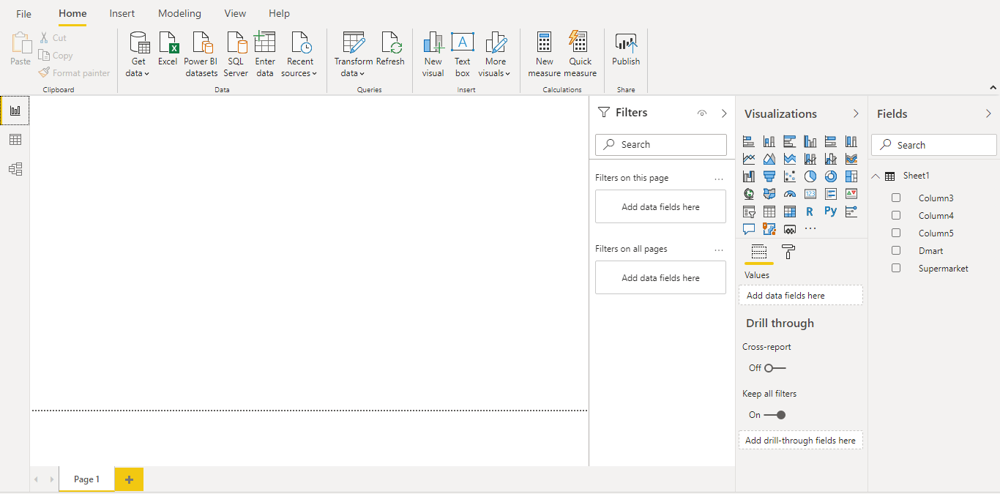 File Home Insert Modeling View Help
Paste
Cut
Copy
Format painter
Clipboard
Get data
Excel
Power BI datasets
SQL Server
Enter data
Recent sources
Data
Transform data
Refresh
Queries
New visual
Text box
More visuals
Insert
New measure
Quick measure
Calculations
Publish
Share
Filters
Search
Filters on this page ...
Add data fields here
Filters on all pages ...
Add data fields here
Visualizations
123
R Py
...
Values
Add data fields here
Drill through
Cross-report
Off
Keep all filters
On
Add drill-through fields here
Fields
Search
Sheet1
Column3
Column4
Column5
Dmart
Supermarket
Page 1 +